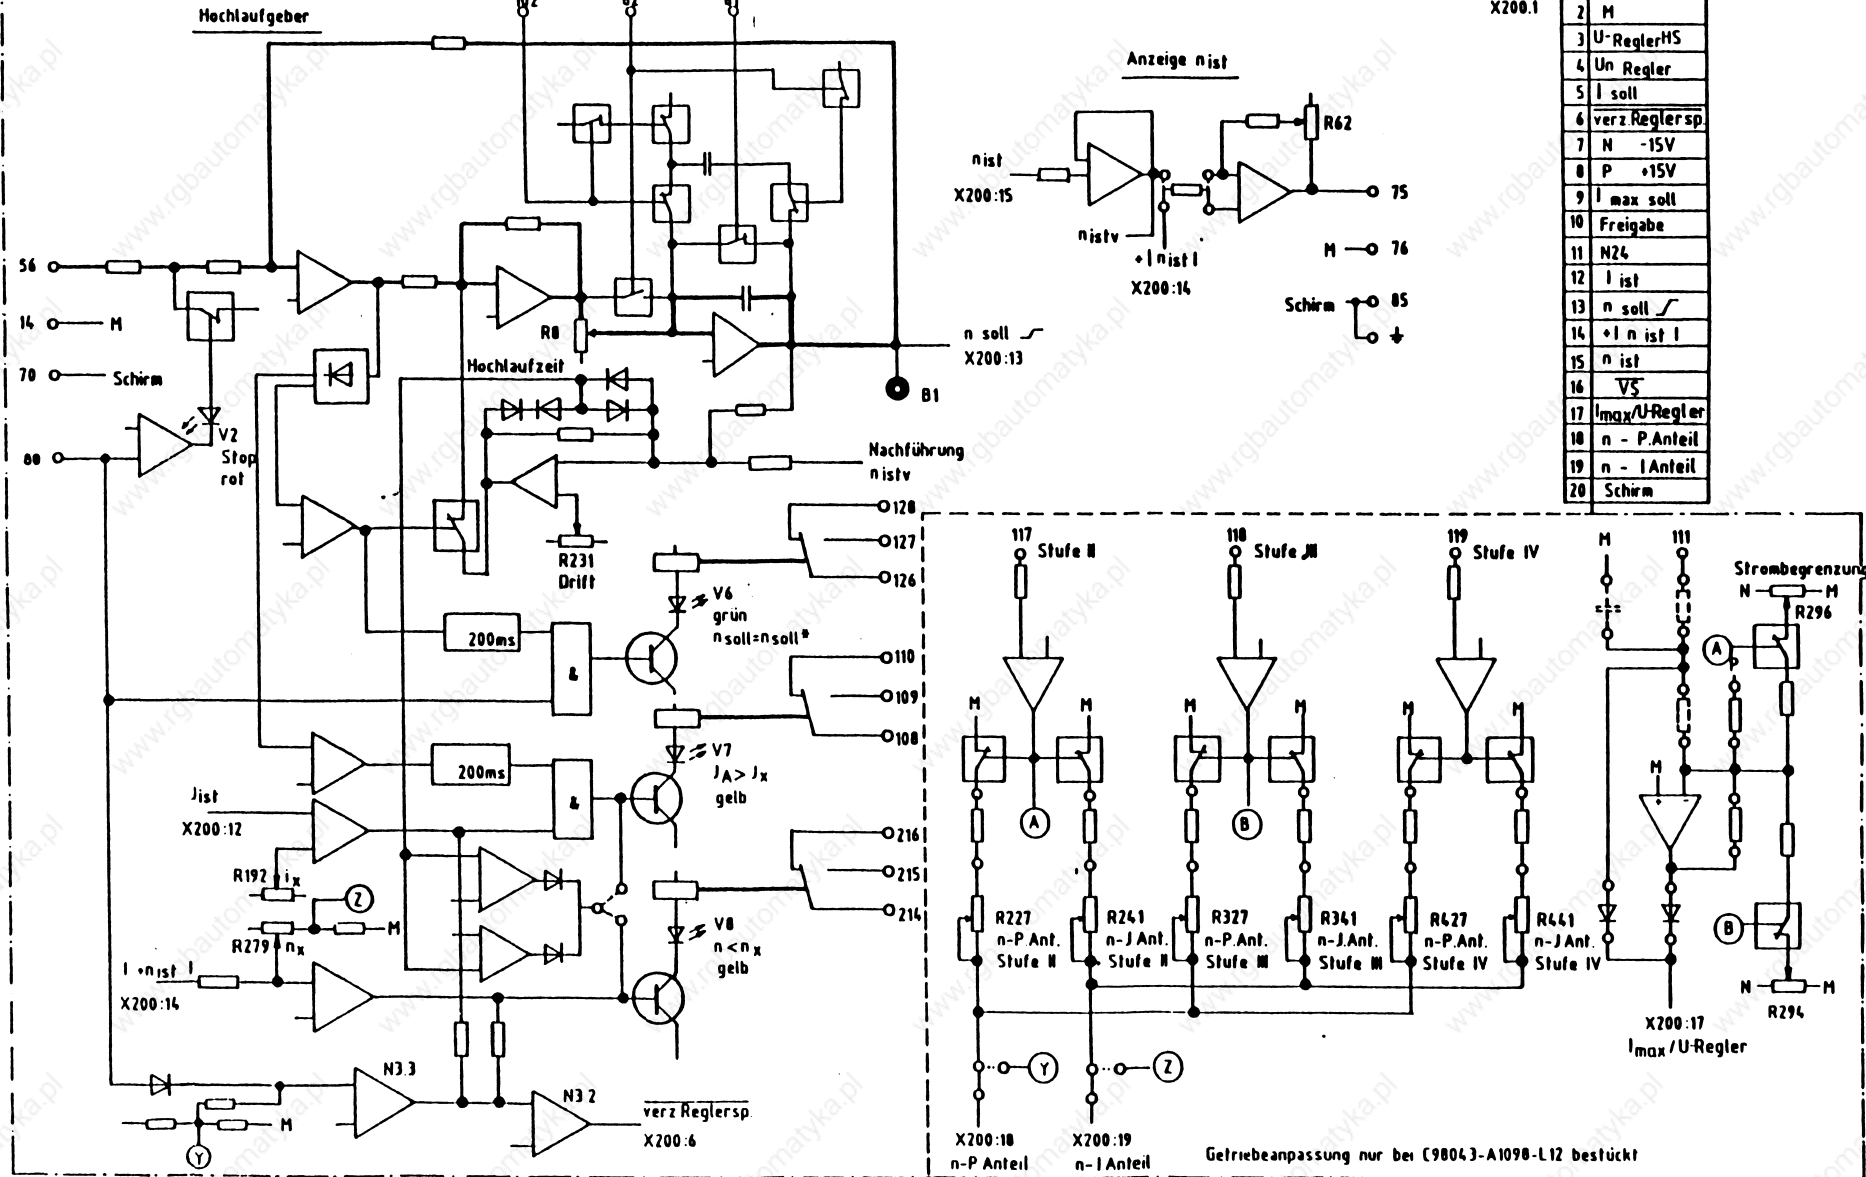 Hochlaufgeber
102
62
61
X200.1
2 M
3 U-ReglerHS
4 Un Regler
5 I soll
6 verz.Reglersp.
7 N -15V
8 P +15V
9 I max soll
10 Freigabe
11 N24
12 I ist
13 n soll
14 +I n ist I
15 n ist
16 VS
17 Imax/U-Regler
18 n - P.Anteil
19 n - I Anteil
20 Schirm
Anzeige nist
R62
nist
X200:15
nistv
+I nist I
X200:14
75
M 76
Schirm 85
56
14 M
70 Schirm
80
V2
Stop
rot
R8
Hochlaufzeit
n soll
X200:13
B1
Nachführung
nistv
R231
Drift
128
127
126
V6
grün
nsoll=nsoll*
200ms
&
110
109
108
V7
JA> Jx
gelb
200ms
&
Jist
X200:12
R192 ix
Z
R279 nx
M
I +nist I
X200:14
216
215
214
V8
n<nx
gelb
N3.3
N3.2
verz Reglersp.
X200:6
M
Y
117
Stufe II
118
Stufe III
119
Stufe IV
M
111
Strombegrenzung
N M
R296
A
M M M M M M
M
+ -
A
B
R227
n-P.Ant.
Stufe II
R241
n-J Ant.
Stufe II
R327
n-P.Ant.
Stufe III
R341
n-J.Ant.
Stufe III
R427
n-P.Ant.
Stufe IV
R441
n-J Ant.
Stufe IV
B
N M
R294
X200:17
Imax/U-Regler
Y
Z
X200:18
n-P Anteil
X200:19
n-I Anteil
Getriebeanpassung nur bei C98043-A1098-L12 bestückt
www.rgbautomatyka.pl